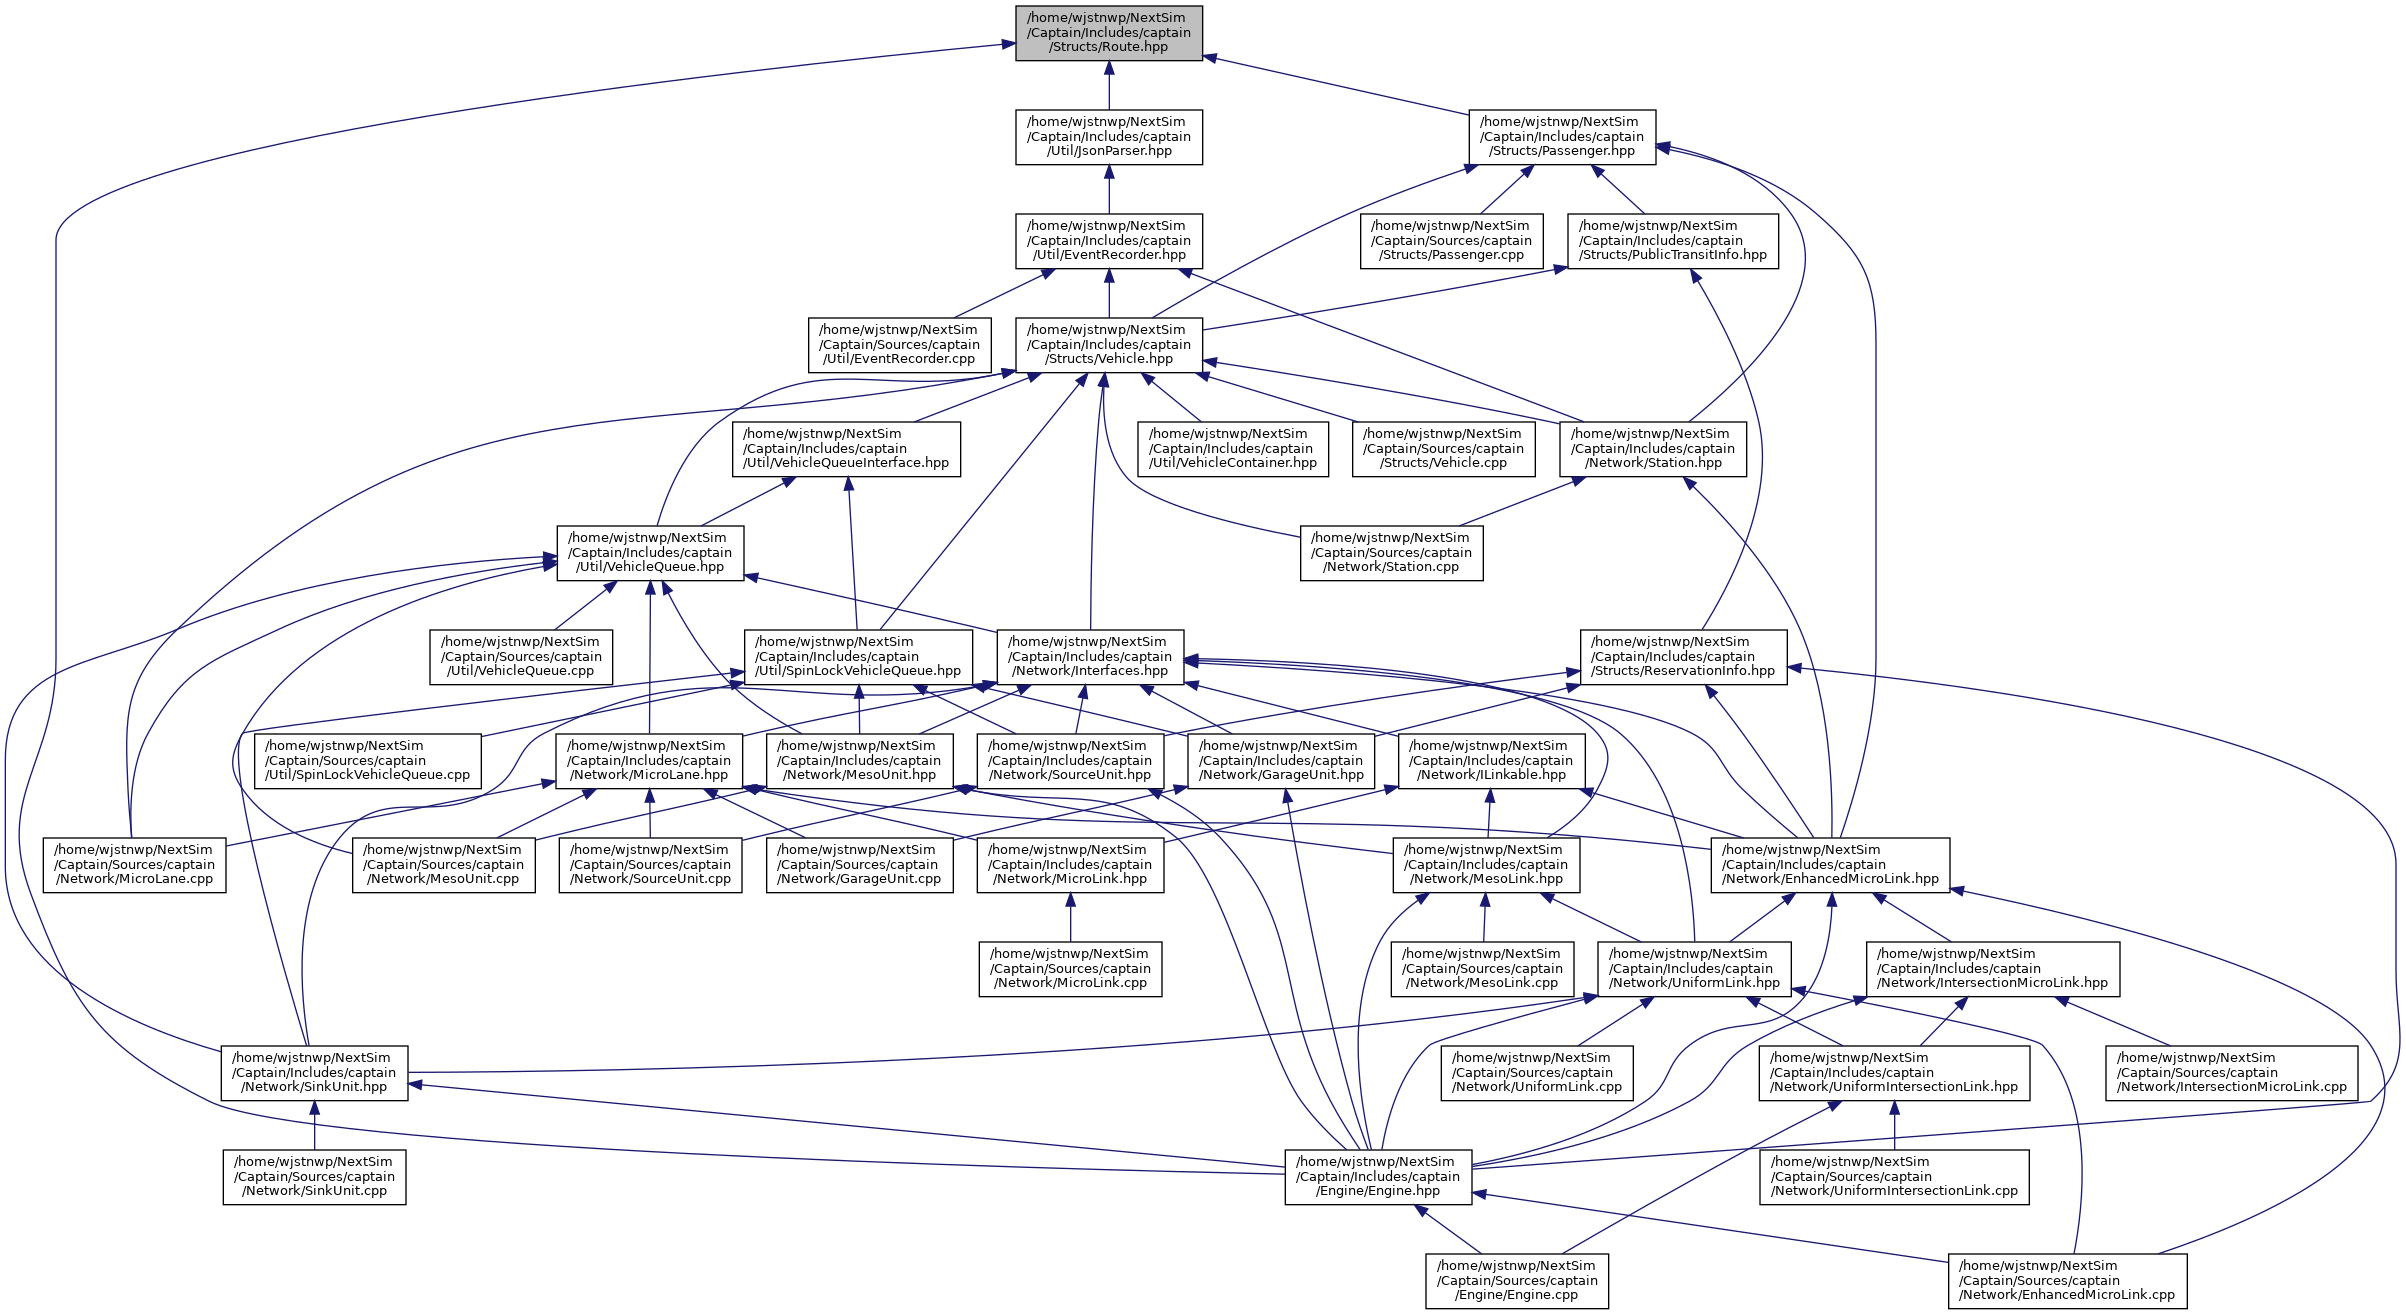 /home/wjstnwp/NextSim
/Captain/Includes/captain
/Structs/Route.hpp
/home/wjstnwp/NextSim
/Captain/Includes/captain
/Util/JsonParser.hpp
/home/wjstnwp/NextSim
/Captain/Includes/captain
/Structs/Passenger.hpp
/home/wjstnwp/NextSim
/Captain/Includes/captain
/Util/EventRecorder.hpp
/home/wjstnwp/NextSim
/Captain/Sources/captain
/Structs/Passenger.cpp
/home/wjstnwp/NextSim
/Captain/Includes/captain
/Structs/PublicTransitInfo.hpp
/home/wjstnwp/NextSim
/Captain/Sources/captain
/Util/EventRecorder.cpp
/home/wjstnwp/NextSim
/Captain/Includes/captain
/Structs/Vehicle.hpp
/home/wjstnwp/NextSim
/Captain/Includes/captain
/Util/VehicleQueueInterface.hpp
/home/wjstnwp/NextSim
/Captain/Includes/captain
/Util/VehicleContainer.hpp
/home/wjstnwp/NextSim
/Captain/Sources/captain
/Structs/Vehicle.cpp
/home/wjstnwp/NextSim
/Captain/Includes/captain
/Network/Station.hpp
/home/wjstnwp/NextSim
/Captain/Includes/captain
/Util/VehicleQueue.hpp
/home/wjstnwp/NextSim
/Captain/Sources/captain
/Network/Station.cpp
/home/wjstnwp/NextSim
/Captain/Sources/captain
/Util/VehicleQueue.cpp
/home/wjstnwp/NextSim
/Captain/Includes/captain
/Util/SpinLockVehicleQueue.hpp
/home/wjstnwp/NextSim
/Captain/Includes/captain
/Network/Interfaces.hpp
/home/wjstnwp/NextSim
/Captain/Includes/captain
/Structs/ReservationInfo.hpp
/home/wjstnwp/NextSim
/Captain/Sources/captain
/Util/SpinLockVehicleQueue.cpp
/home/wjstnwp/NextSim
/Captain/Includes/captain
/Network/MicroLane.hpp
/home/wjstnwp/NextSim
/Captain/Includes/captain
/Network/MesoUnit.hpp
/home/wjstnwp/NextSim
/Captain/Includes/captain
/Network/SourceUnit.hpp
/home/wjstnwp/NextSim
/Captain/Includes/captain
/Network/GarageUnit.hpp
/home/wjstnwp/NextSim
/Captain/Includes/captain
/Network/ILinkable.hpp
/home/wjstnwp/NextSim
/Captain/Sources/captain
/Network/MicroLane.cpp
/home/wjstnwp/NextSim
/Captain/Sources/captain
/Network/MesoUnit.cpp
/home/wjstnwp/NextSim
/Captain/Sources/captain
/Network/SourceUnit.cpp
/home/wjstnwp/NextSim
/Captain/Sources/captain
/Network/GarageUnit.cpp
/home/wjstnwp/NextSim
/Captain/Includes/captain
/Network/MicroLink.hpp
/home/wjstnwp/NextSim
/Captain/Includes/captain
/Network/MesoLink.hpp
/home/wjstnwp/NextSim
/Captain/Includes/captain
/Network/EnhancedMicroLink.hpp
/home/wjstnwp/NextSim
/Captain/Sources/captain
/Network/MicroLink.cpp
/home/wjstnwp/NextSim
/Captain/Sources/captain
/Network/MesoLink.cpp
/home/wjstnwp/NextSim
/Captain/Includes/captain
/Network/UniformLink.hpp
/home/wjstnwp/NextSim
/Captain/Includes/captain
/Network/IntersectionMicroLink.hpp
/home/wjstnwp/NextSim
/Captain/Includes/captain
/Network/SinkUnit.hpp
/home/wjstnwp/NextSim
/Captain/Sources/captain
/Network/UniformLink.cpp
/home/wjstnwp/NextSim
/Captain/Includes/captain
/Network/UniformIntersectionLink.hpp
/home/wjstnwp/NextSim
/Captain/Sources/captain
/Network/IntersectionMicroLink.cpp
/home/wjstnwp/NextSim
/Captain/Sources/captain
/Network/SinkUnit.cpp
/home/wjstnwp/NextSim
/Captain/Includes/captain
/Engine/Engine.hpp
/home/wjstnwp/NextSim
/Captain/Sources/captain
/Network/UniformIntersectionLink.cpp
/home/wjstnwp/NextSim
/Captain/Sources/captain
/Engine/Engine.cpp
/home/wjstnwp/NextSim
/Captain/Sources/captain
/Network/EnhancedMicroLink.cpp